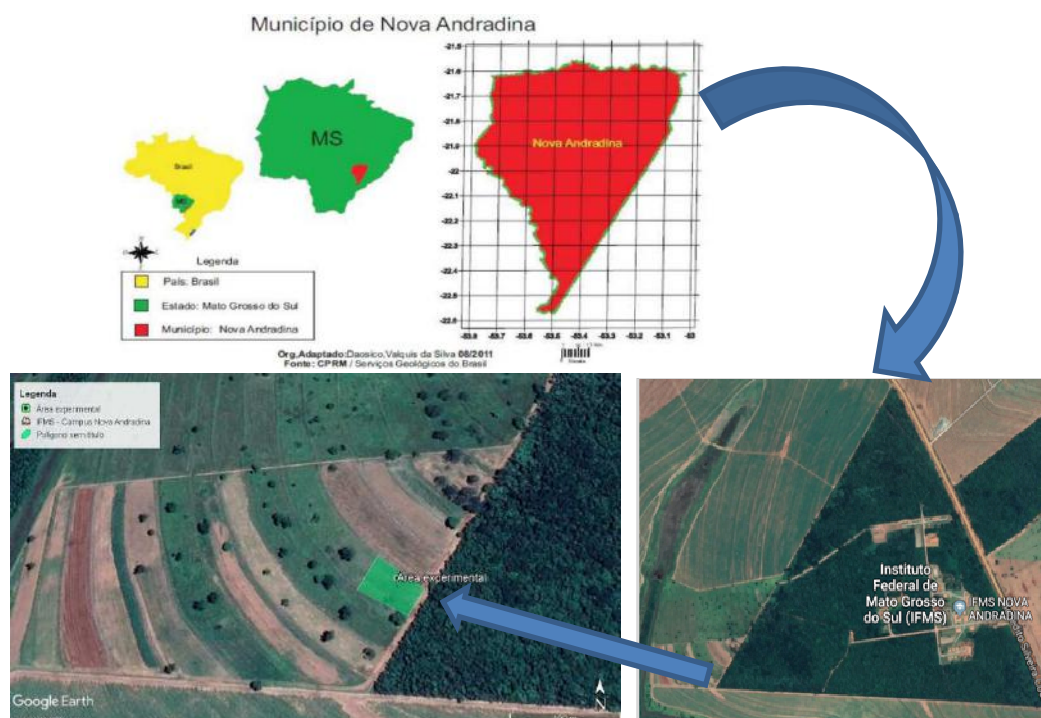 Município de Nova Andradina
Brasil
MS
MS
Nova Andradina
-21.5
-21.6
-21.7
-21.8
-21.9
-22
-22.1
-22.2
-22.3
-22.4
-22.5
-22.6
-53.8
-53.7
-53.6
-53.5
-53.4
-53.3
-53.2
-53.1
-53
Legenda
País: Brasil
Estado: Mato Grosso do Sul
Município: Nova Andradina
Org,Adaptado:Daosico,Valquis da Silva 08/2011
Fonte: CPRM / Serviços Geológicos do Brasil
Legenda
Área experimental
IFMS - Campus Nova Andradina
Polígono sem título
Área experimental
Google Earth
N
Instituto
Federal de
Mato Grosso
do Sul (IFMS)
IFMS NOVA
ANDRADINA